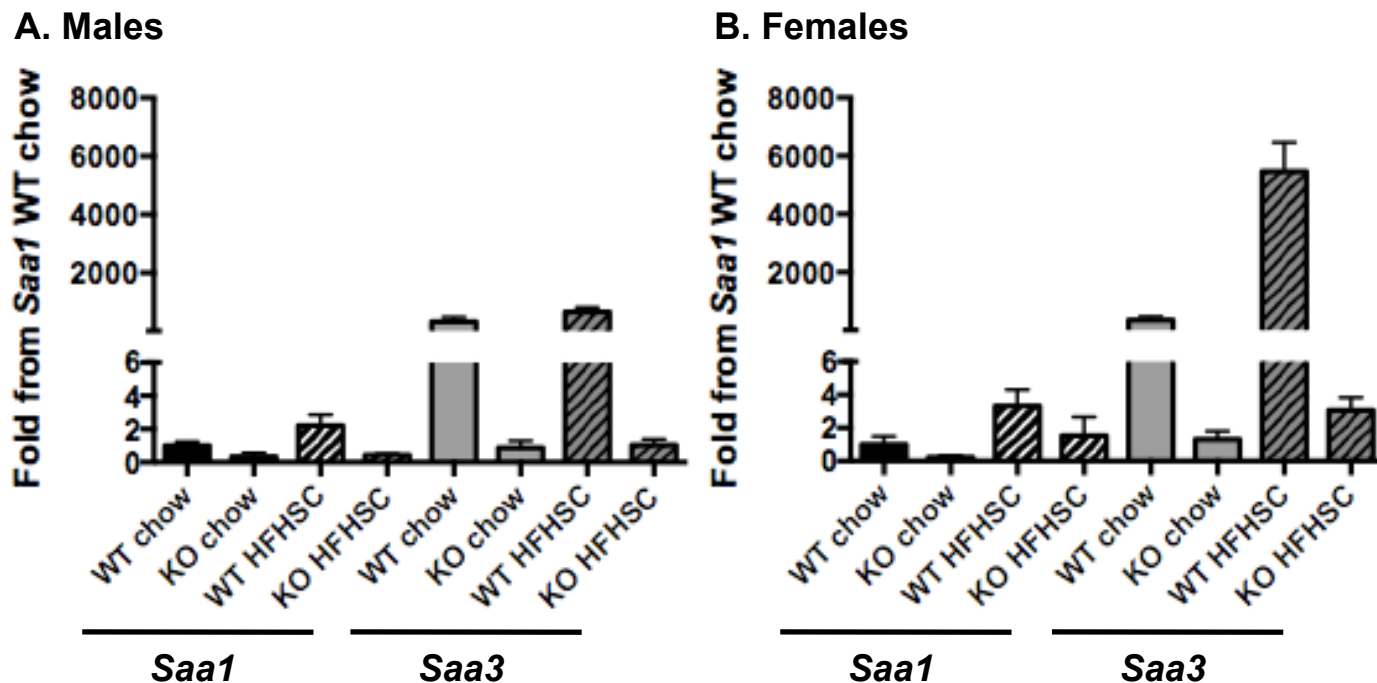 A. Males
Fold from Saa1 WT chow
8000
6000
4000
2000
6
4
2
0
WT chow
KO chow
WT HFHSC
KO HFHSC
WT chow
KO chow
WT HFHSC
KO HFHSC
Saa1
Saa3
B. Females
Fold from Saa1 WT chow
8000
6000
4000
2000
6
4
2
0
WT chow
KO chow
WT HFHSC
KO HFHSC
WT chow
KO chow
WT HFHSC
KO HFHSC
Saa1
Saa3